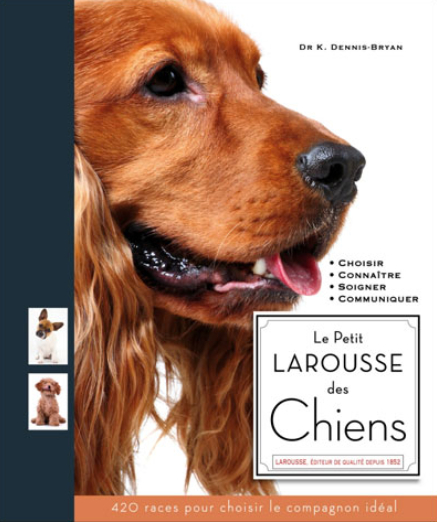 DR K. DENNIS-BRYAN
• CHOISIR
• CONNAÎTRE
• SOIGNER
• COMMUNIQUER
Le Petit
LAROUSSE
des
Chiens
LAROUSSE, ÉDITEUR DE QUALITÉ DEPUIS 1852
420 races pour choisir le compagnon idéal